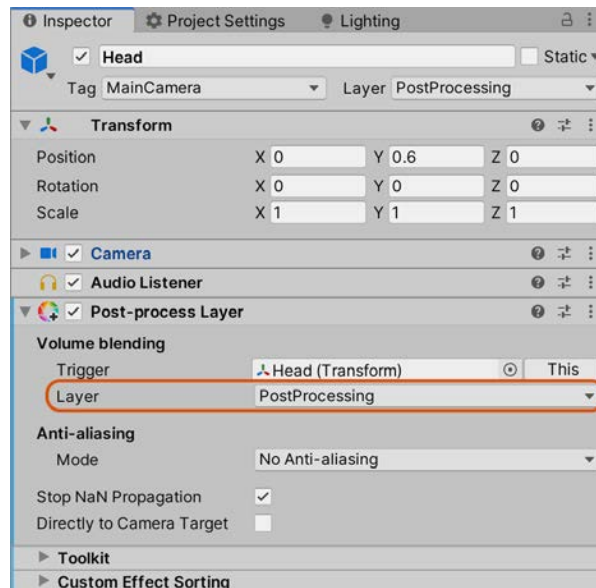 Inspector Project Settings Lighting
Head Static
Tag MainCamera Layer PostProcessing
Transform
Position X 0 Y 0.6 Z 0
Rotation X 0 Y 0 Z 0
Scale X 1 Y 1 Z 1
Camera
Audio Listener
Post-process Layer
Volume blending
Trigger Head (Transform) This
Layer PostProcessing
Anti-aliasing
Mode No Anti-aliasing
Stop NaN Propagation
Directly to Camera Target
Toolkit
Custom Effect Sorting